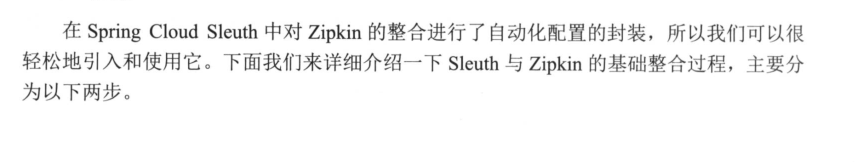 在 Spring Cloud Sleuth 中对 Zipkin 的整合进行了自动化配置的封装，所以我们可以很
轻松地引入和使用它。下面我们来详细介绍一下 Sleuth 与 Zipkin 的基础整合过程，主要分
为以下两步。